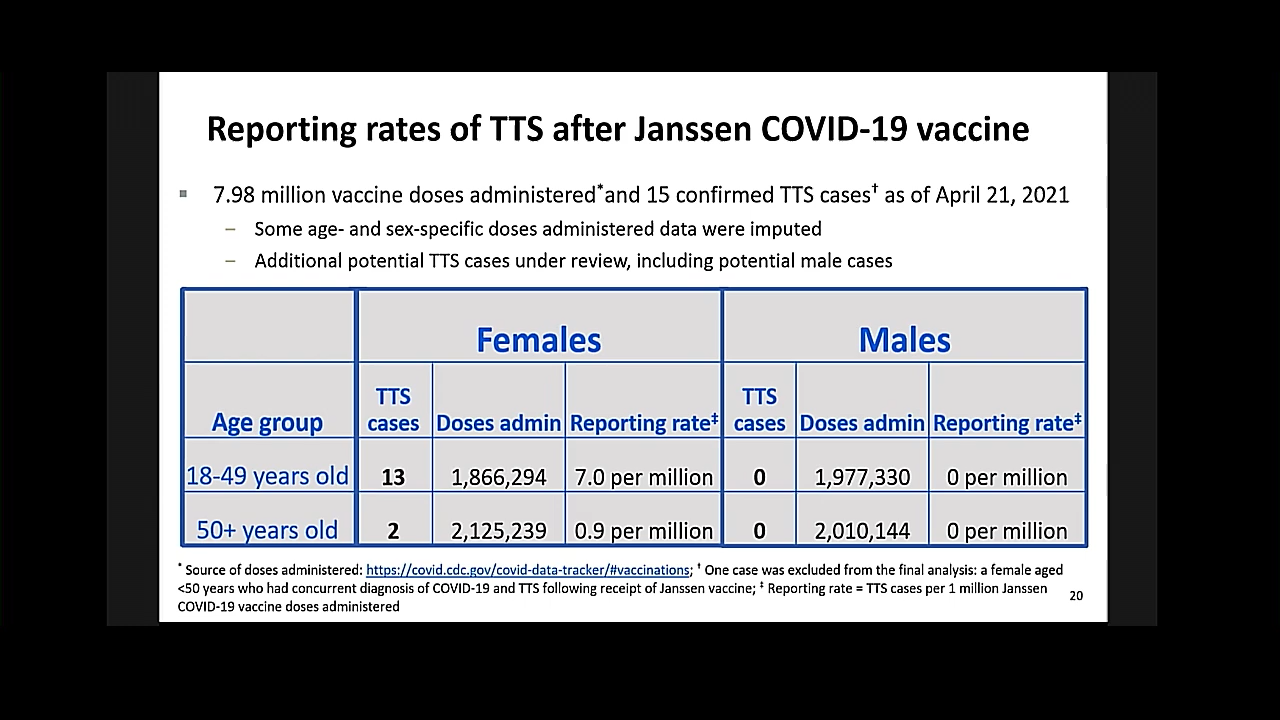 Reporting rates of TTS after Janssen COVID-19 vaccine
▪ 7.98 million vaccine doses administered*and 15 confirmed TTS cases† as of April 21, 2021
– Some age- and sex-specific doses administered data were imputed
– Additional potential TTS cases under review, including potential male cases
Females Males
Age group TTS cases Doses admin Reporting rate‡ TTS cases Doses admin Reporting rate‡
18-49 years old 13 1,866,294 7.0 per million 0 1,977,330 0 per million
50+ years old 2 2,125,239 0.9 per million 0 2,010,144 0 per million
* Source of doses administered: https://covid.cdc.gov/covid-data-tracker/#vaccinations; † One case was excluded from the final analysis: a female aged
<50 years who had concurrent diagnosis of COVID-19 and TTS following receipt of Janssen vaccine; ‡ Reporting rate = TTS cases per 1 million Janssen
COVID-19 vaccine doses administered
20